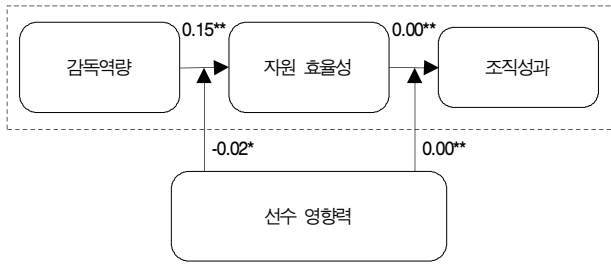 0.15** 0.00**
감독역량 자원 효율성 조직성과
-0.02* 0.00**
선수 영향력